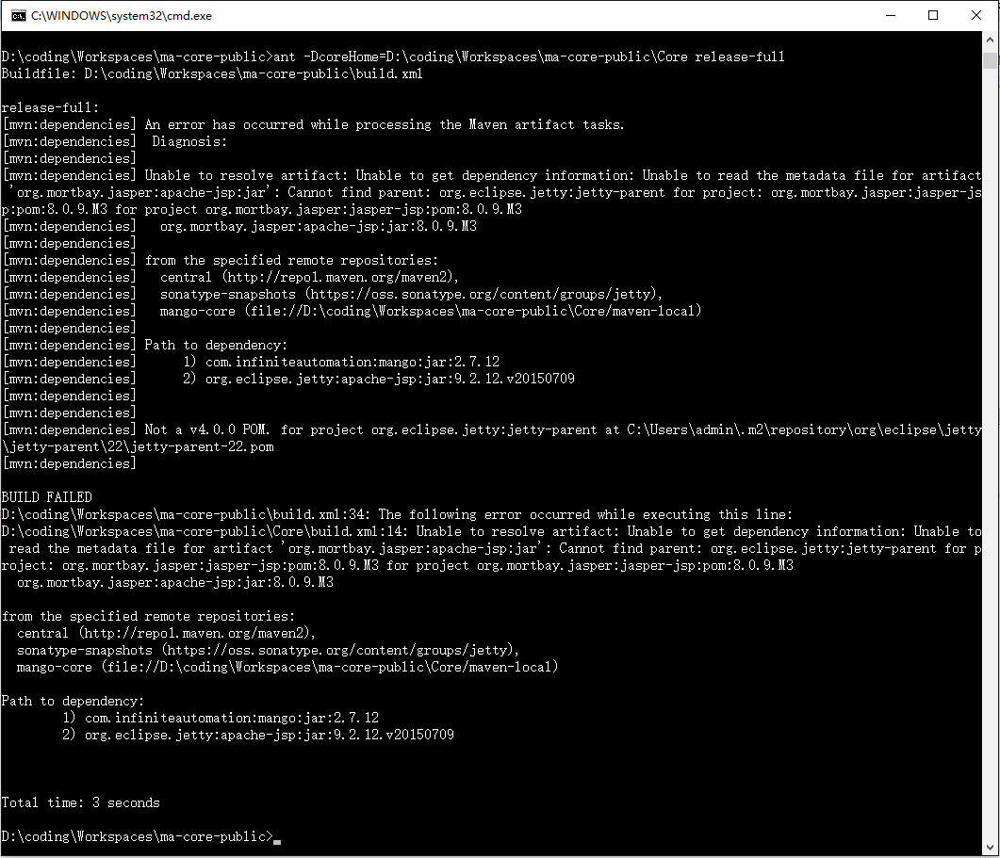 C:\WINDOWS\system32\cmd.exe
D:\coding\Workspaces\ma-core-public>ant -DcoreHome=D:\coding\Workspaces\ma-core-public\Core release-full
Buildfile: D:\coding\Workspaces\ma-core-public\build.xml
release-full:
[mvn:dependencies] An error has occurred while processing the Maven artifact tasks.
[mvn:dependencies]  Diagnosis:
[mvn:dependencies]
[mvn:dependencies] Unable to resolve artifact: Unable to get dependency information: Unable to read the metadata file for artifact
 'org.mortbay.jasper:apache-jsp:jar': Cannot find parent: org.eclipse.jetty:jetty-parent for project: org.mortbay.jasper:jasper-js
p:pom:8.0.9.M3 for project org.mortbay.jasper:jasper-jsp:pom:8.0.9.M3
[mvn:dependencies]   org.mortbay.jasper:apache-jsp:jar:8.0.9.M3
[mvn:dependencies]
[mvn:dependencies] from the specified remote repositories:
[mvn:dependencies]   central (http://repo1.maven.org/maven2),
[mvn:dependencies]   sonatype-snapshots (https://oss.sonatype.org/content/groups/jetty),
[mvn:dependencies]   mango-core (file://D:\coding\Workspaces\ma-core-public\Core/maven-local)
[mvn:dependencies]
[mvn:dependencies] Path to dependency:
[mvn:dependencies]      1) com.infiniteautomation:mango:jar:2.7.12
[mvn:dependencies]      2) org.eclipse.jetty:apache-jsp:jar:9.2.12.v20150709
[mvn:dependencies]
[mvn:dependencies]
[mvn:dependencies] Not a v4.0.0 POM. for project org.eclipse.jetty:jetty-parent at C:\Users\admin\.m2\repository\org\eclipse\jetty
\jetty-parent\22\jetty-parent-22.pom
[mvn:dependencies]
BUILD FAILED
D:\coding\Workspaces\ma-core-public\build.xml:34: The following error occurred while executing this line:
D:\coding\Workspaces\ma-core-public\Core\build.xml:14: Unable to resolve artifact: Unable to get dependency information: Unable to
 read the metadata file for artifact 'org.mortbay.jasper:apache-jsp:jar': Cannot find parent: org.eclipse.jetty:jetty-parent for p
roject: org.mortbay.jasper:jasper-jsp:pom:8.0.9.M3 for project org.mortbay.jasper:jasper-jsp:pom:8.0.9.M3
  org.mortbay.jasper:apache-jsp:jar:8.0.9.M3
from the specified remote repositories:
  central (http://repo1.maven.org/maven2),
  sonatype-snapshots (https://oss.sonatype.org/content/groups/jetty),
  mango-core (file://D:\coding\Workspaces\ma-core-public\Core/maven-local)
Path to dependency:
        1) com.infiniteautomation:mango:jar:2.7.12
        2) org.eclipse.jetty:apache-jsp:jar:9.2.12.v20150709
Total time: 3 seconds
D:\coding\Workspaces\ma-core-public>